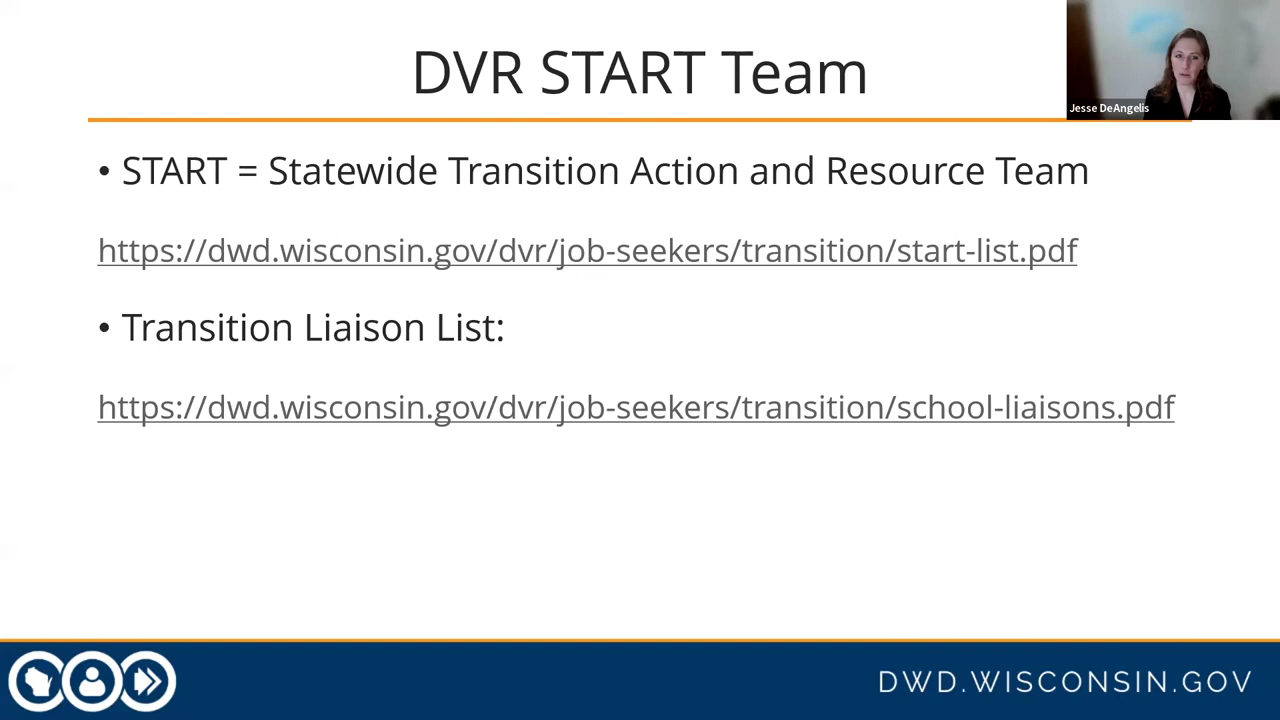 DVR START Team
Jesse DeAngelis
• START = Statewide Transition Action and Resource Team
https://dwd.wisconsin.gov/dvr/job-seekers/transition/start-list.pdf
• Transition Liaison List:
https://dwd.wisconsin.gov/dvr/job-seekers/transition/school-liaisons.pdf
DWD.WISCONSIN.GOV